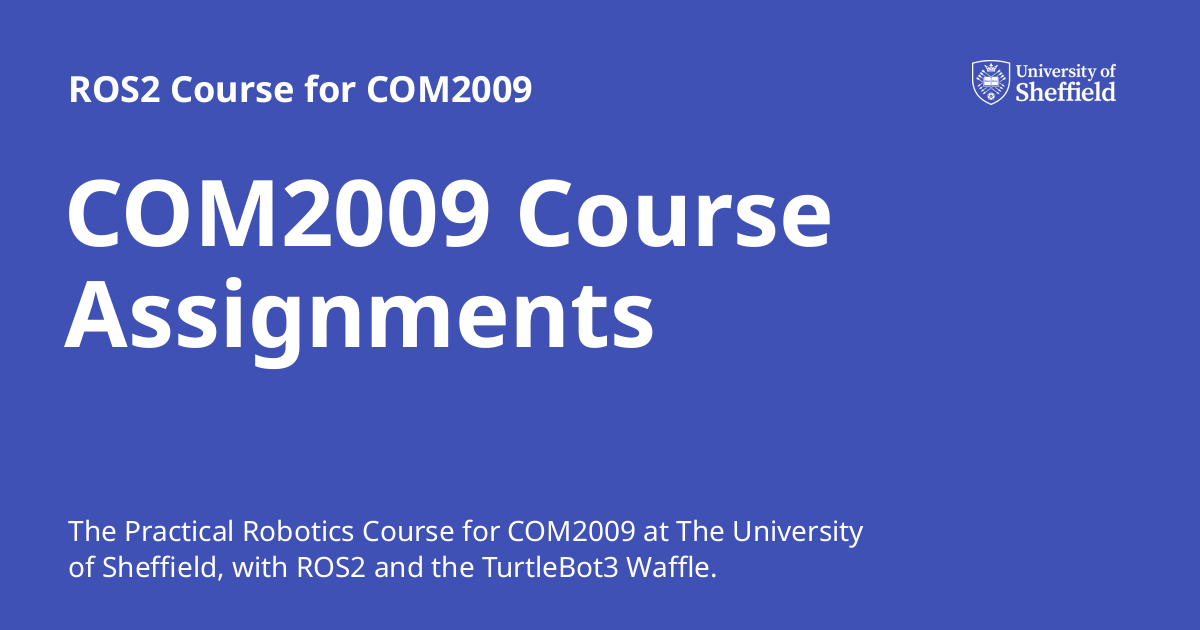 ROS2 Course for COM2009
University of
Sheffield
COM2009 Course
Assignments
The Practical Robotics Course for COM2009 at The University
of Sheffield, with ROS2 and the TurtleBot3 Waffle.